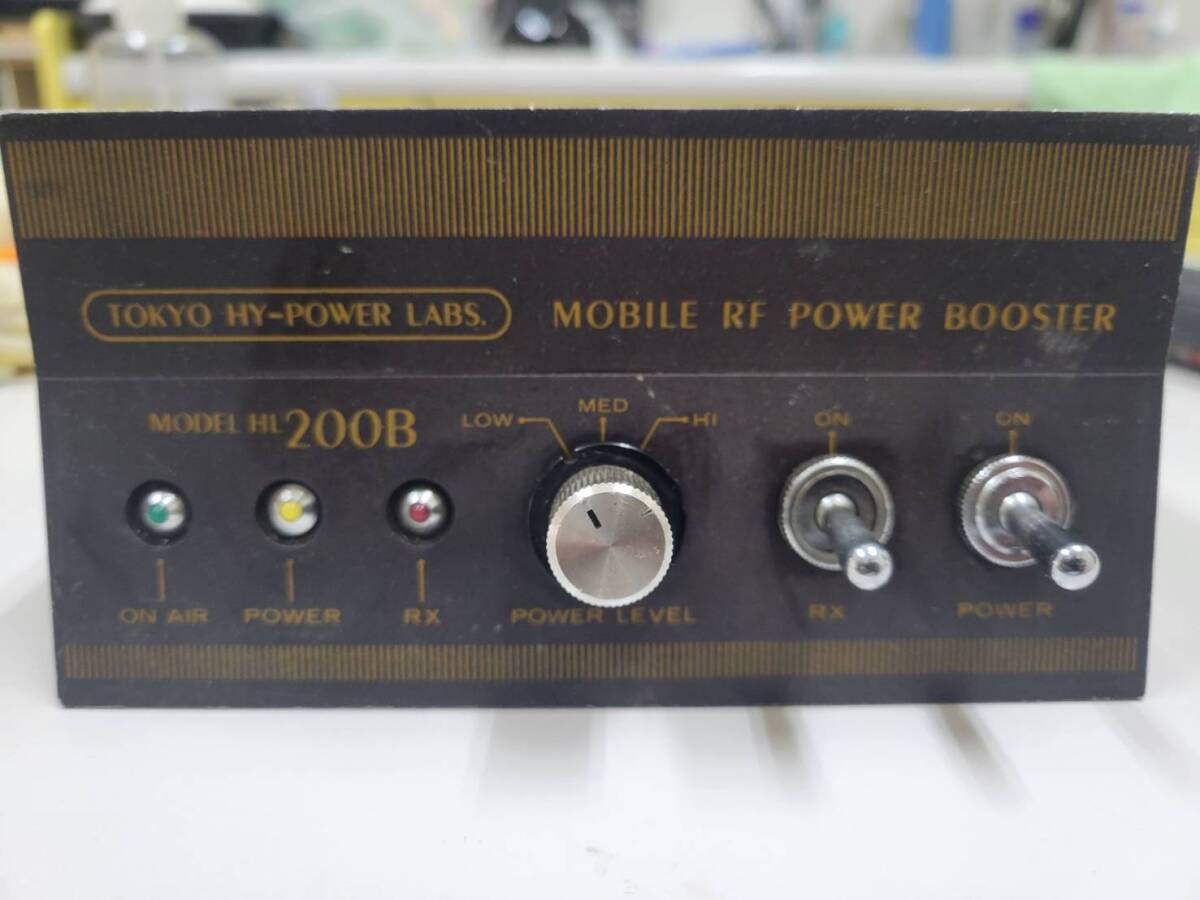 TOKYO HY-POWER LABS. MOBILE RF POWER BOOSTER
MODEL HL 200B
LOW MED HI
ON ON
ON AIR POWER RX POWER LEVEL RX POWER